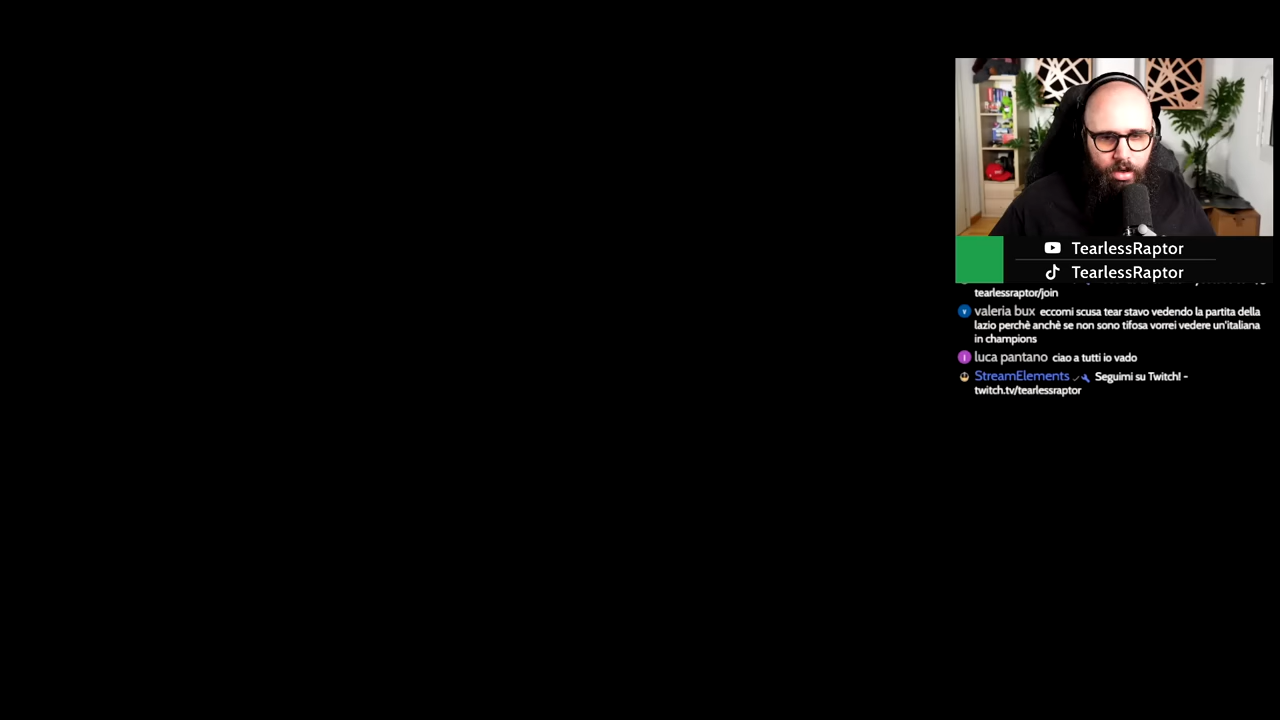 TearlessRaptor
TearlessRaptor
tearlessraptor/join
valeria bux eccomi scusa tear stavo vedendo la partita della
lazio perchè anchè se non sono tifosa vorrei vedere un'italiana
in champions
luca pantano ciao a tutti io vado
StreamElements Seguimi su Twitch! -
twitch.tv/tearlessraptor